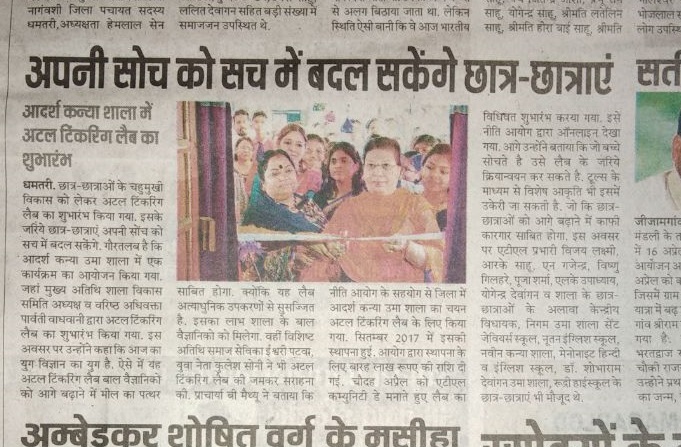 नागवंशी जिला पंचायत सदस्य
धमतरी,अध्यक्षता हेमलाल सेन
ललित देवांगन सहित बड़ी संख्या में
समाजजन उपस्थित थे.
से अलग बिठाया जाता था. लेकिन
स्थिति ऐसी बानी कि वे आज भारतीय
साहू, योगेन्द्र साहू, श्रीमति लतेलिन
साहू, श्रीमति हीरा बाई साहू, श्रीमति
भोजलाल
लोग उपस्थि
अपनी सोच को सच में बदल सकेंगे छात्र-छात्राएं
आदर्श कन्या शाला में
अटल टिंकरिंग लैब का
शुभारंभ
धमतरी. छात्र-छात्राओं के चहुमुखी
विकास को लेकर अटल टिंकरिंग
लैब का शुभारंभ किया गया. इसके
जरिये छात्र-छात्राएं अपनी सोंच को
सच में बदल सकेंगे. गौरतलब है कि
आदर्श कन्या उमा शाला में एक
कार्यक्रम का आयोजन किया गया.
जहां मुख्य अतिथि शाला विकास
समिति अध्यक्ष व वरिष्ठ अधिवक्ता
पार्वती वाधवानी द्वारा अटल टिंकरिंग
लैब का शुभारंभ किया गया. इस
अवसर पर उन्होंने कहा कि आज का
युग विज्ञान का युग है. ऐसे में यह
अटल टिंकरिंग लैब बाल वैज्ञानिको
को आगे बढ़ाने में मील का पत्थर
साबित होगा. क्योंकि यह लैब
अत्याधुनिक उपकरणों से सुसज्जित
है. इसका लाभ शाला के बाल
वैज्ञानिको को मिलेगा. वहीं विशिष्ट
अतिथि समाज सेविका ईश्वरी पटवा,
युवा नेता कुलेश सोनी ने भी अटल
टिंकरिंग लैब की जमकर सराहना
की. प्राचार्या बी मैथ्यू ने बताया कि
नीति आयोग के सहयोग से जिला में
आदर्श कन्या उमा शाला का चयन
अटल टिंकरिंग लैब के लिए किया
गया. सितम्बर 2017 में इसकी
स्थापना हुई. आयोग द्वारा स्थापना के
लिए बारह लाख रूपए की राशि दी
गई. चौदह अप्रैल को एटीएल
कम्युनिटी डे मनाते हुए लैब का
विधिवत शुभारंभ करया गया. इसे
नीति आयोग द्वारा ऑनलाइन देखा
गया. आगे उन्होंने बताया कि जो बच्चे
सोचते है उसे लैब के जरिये
क्रियान्वयन कर सकते है. टूल्स के
माध्यम से विशेष आकृति भी इसमें
उकेरी जा सकती है. जो कि छात्र-
छात्राओं को आगे बढ़ाने में काफी
कारगार साबित होगा. इस अवसर
पर एटीएल प्रभारी विजय लक्ष्मी,
आरके साहू, एन गजेन्द्र, विष्णु
गिलहरे, पूजा शर्मा, एलके उपाध्याय,
योगेन्द्र देवांगन व शाला के छात्र-
छात्राओं के अलावा केन्द्रीय
विधायक, निगम उमा शाला सेंट
जेवियर्स स्कूल, नूतन इंग्लिश स्कूल,
नवीन कन्या शाला, मेनोनाइट हिन्दी
व इंग्लिश स्कूल, डॉ. शोभाराम
देवांगन उमा शाला, रूद्री हाईस्कूल के
छात्र-छात्राएं भी मौजूद थे.
सती
जीजामगांव
मंडली के त
में 16 अप्रै
आयोजन अ
अप्रैल को
जिसमें ग्राम
यात्रा में बढ़
गांव श्रीराम
गया है.
भरतद्वाज
चौका राज
उन्होंने प्रथ
का जन्म,
अम्बेडकर शोषित वर्ग के मसीहा